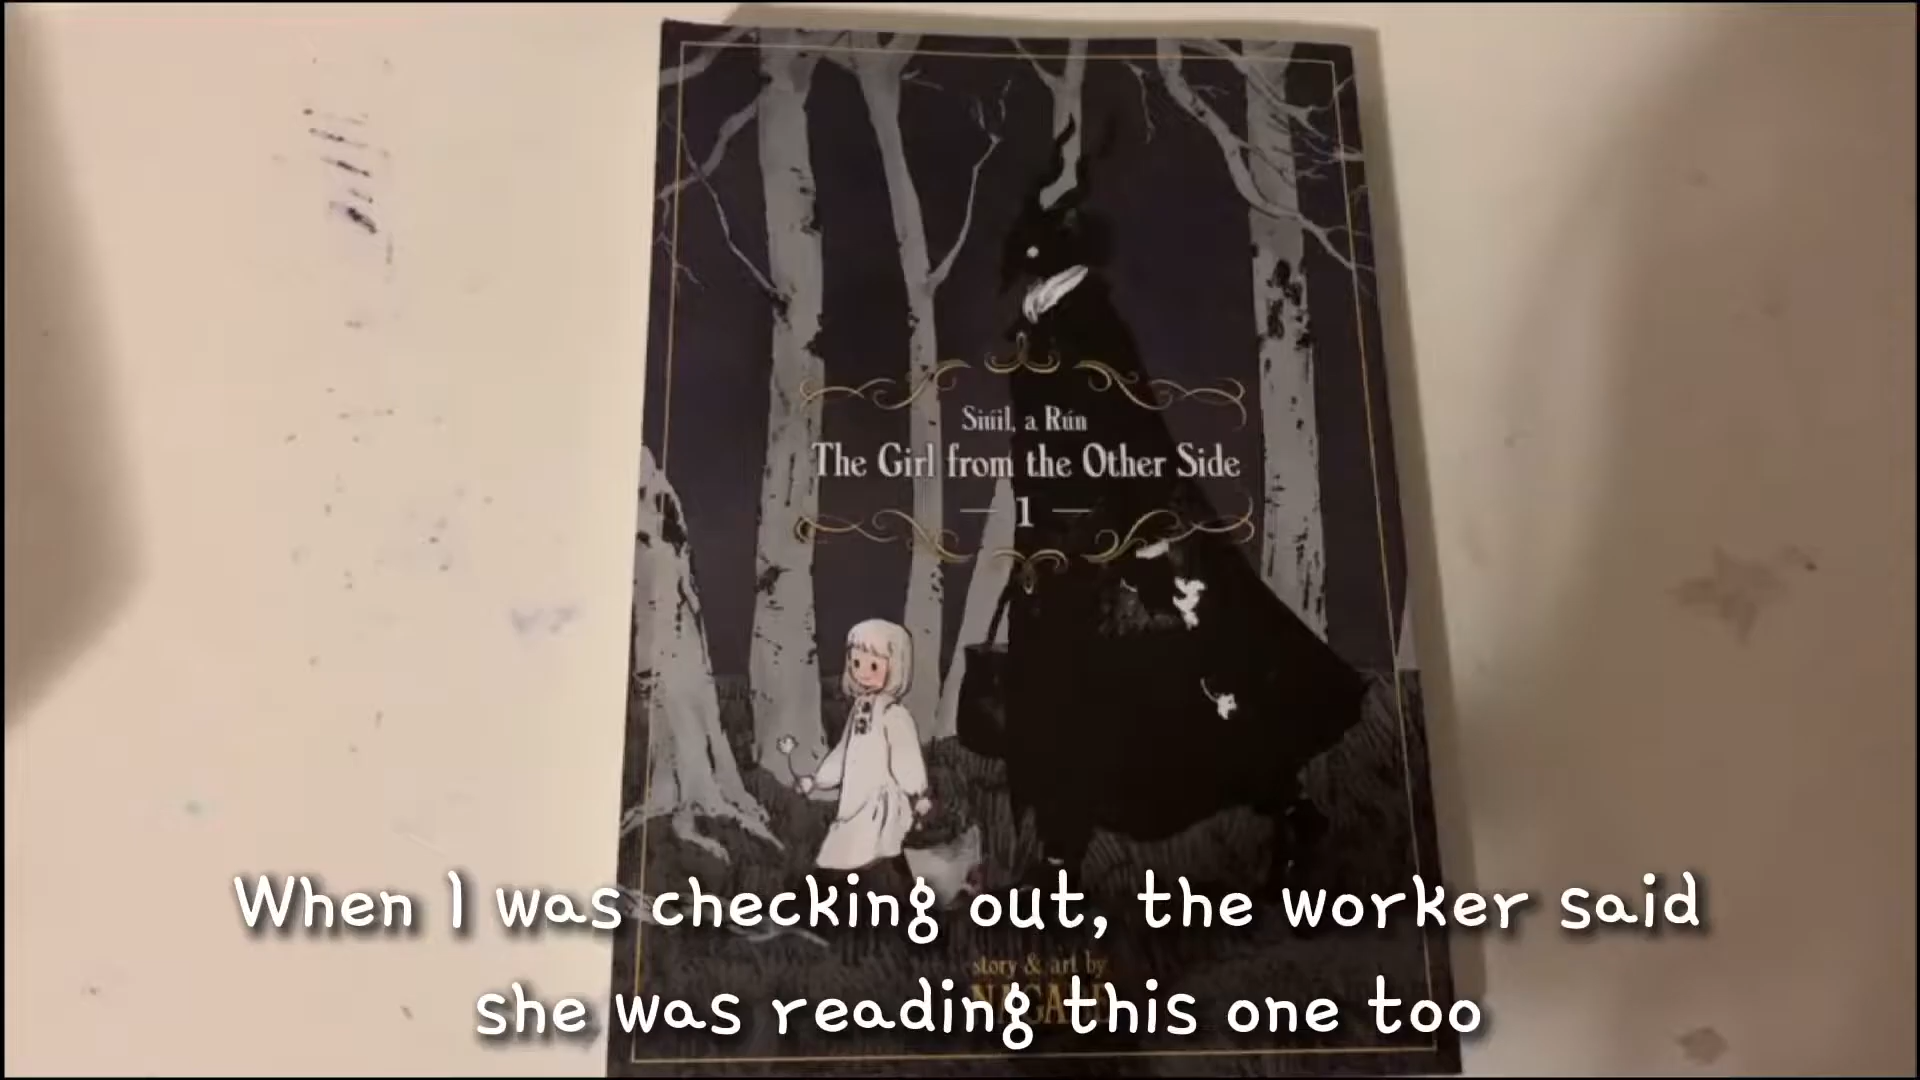 Siúil, a Rún
The Girl from the Other Side
1
story & art by
NAGABE
When I was checking out, the worker said
she was reading this one too